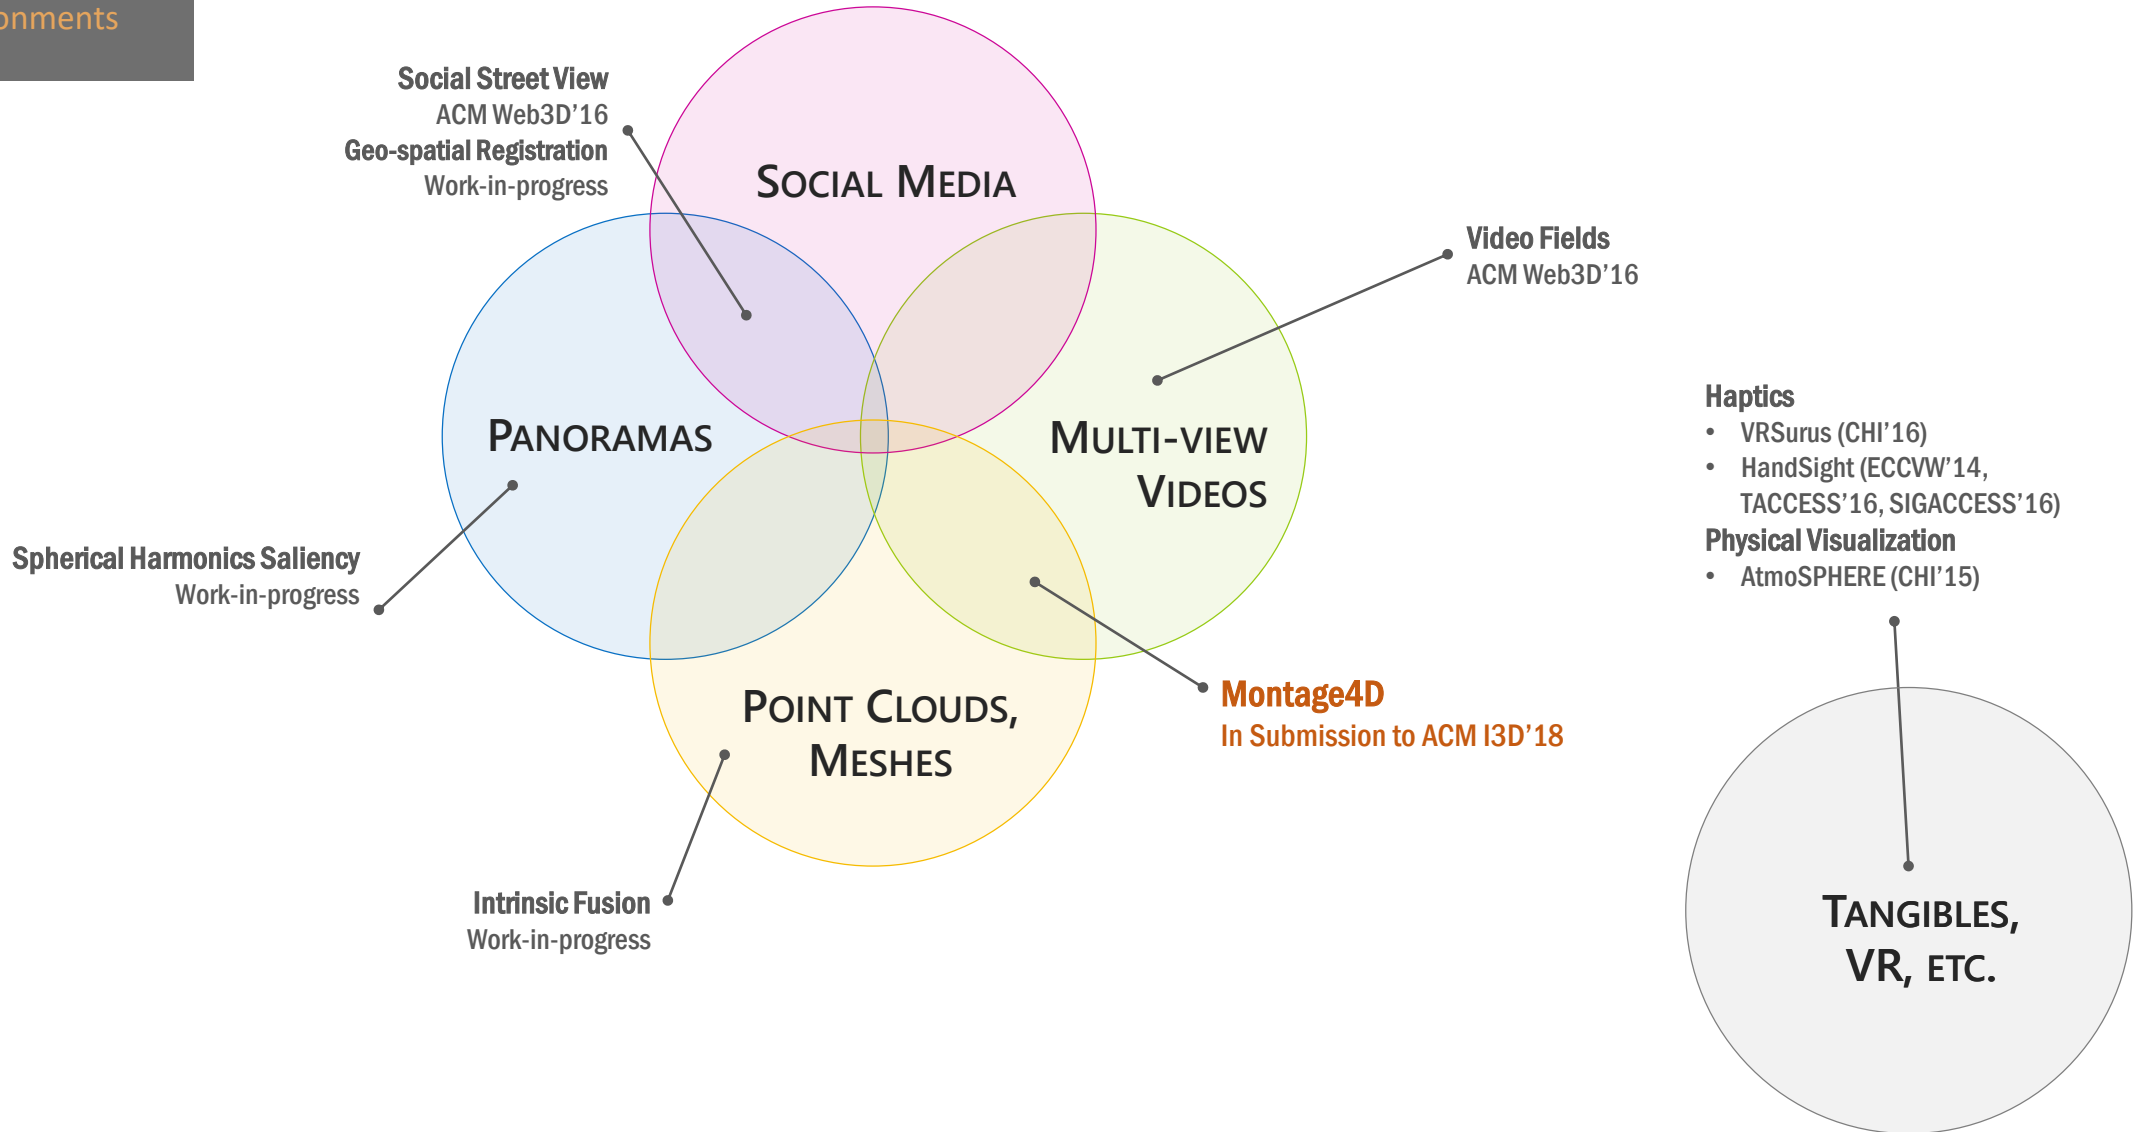 Social Street View
ACM Web3D'16
Geo-spatial Registration
Work-in-progress
SOCIAL MEDIA
Video Fields
ACM Web3D'16
PANORAMAS
MULTI-VIEW
VIDEOS
Haptics
• VRSurus (CHI'16)
• HandSight (ECCVW'14,
TACCESS'16, SIGACCESS'16)
Physical Visualization
• AtmoSPHERE (CHI'15)
Spherical Harmonics Saliency
Work-in-progress
POINT CLOUDS,
MESHES
Montage4D
In Submission to ACM I3D'18
Intrinsic Fusion
Work-in-progress
TANGIBLES,
VR, ETC.